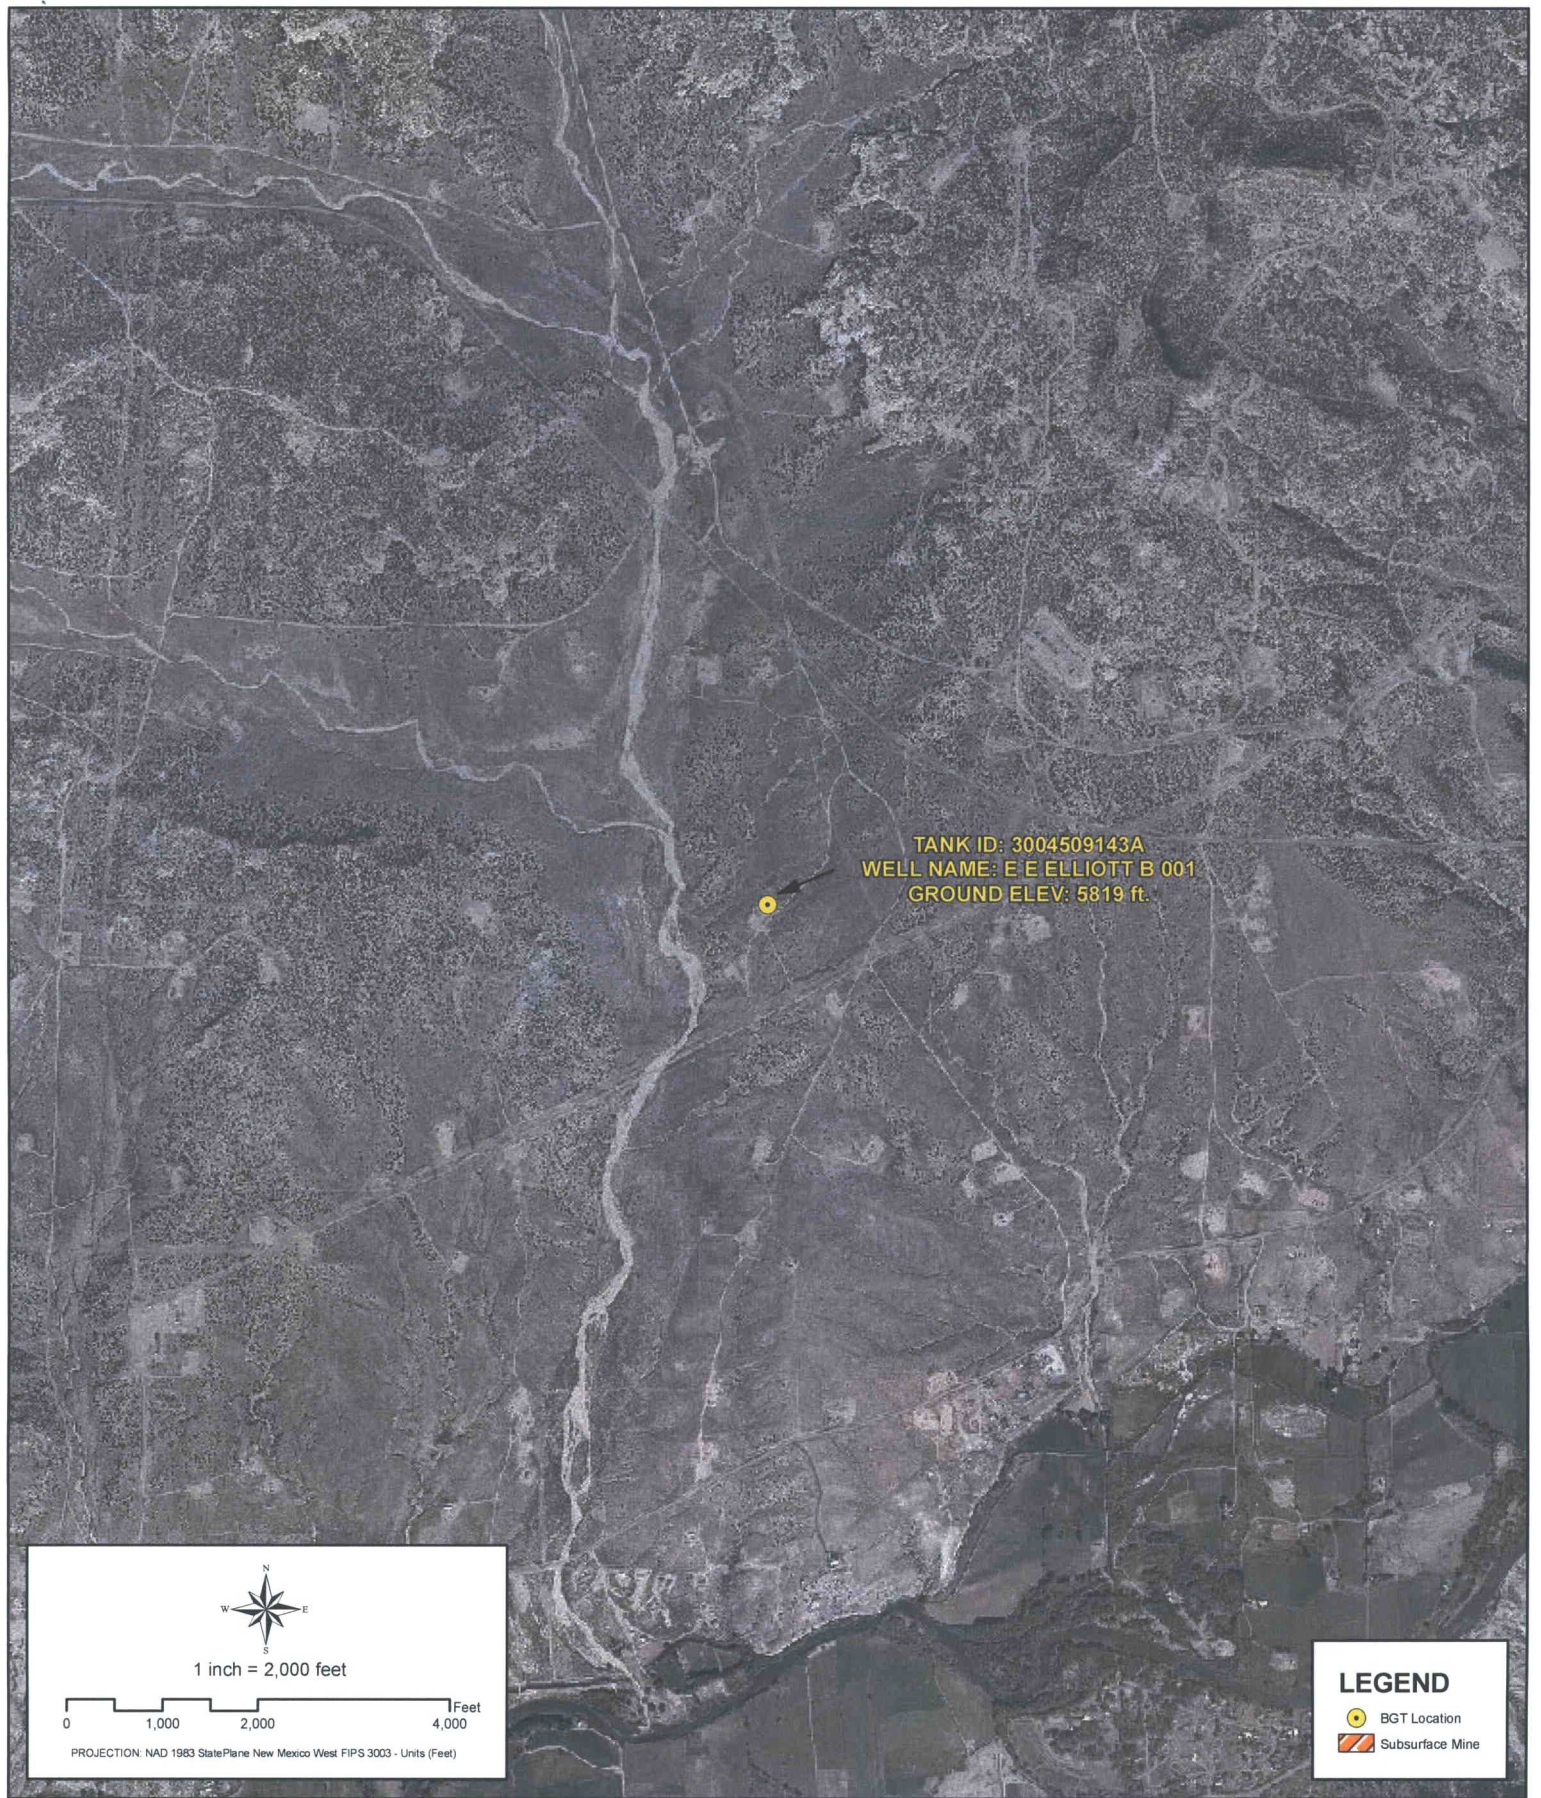 TANK ID: 3004509143A
WELL NAME: E E ELLIOTT B 001
GROUND ELEV: 5819 ft.
N
W E
S
1 inch = 2,000 feet
Feet
0 1,000 2,000 4,000
PROJECTION: NAD 1983 StatePlane New Mexico West FIPS 3003 - Units (Feet)
LEGEND
BGT Location
Subsurface Mine